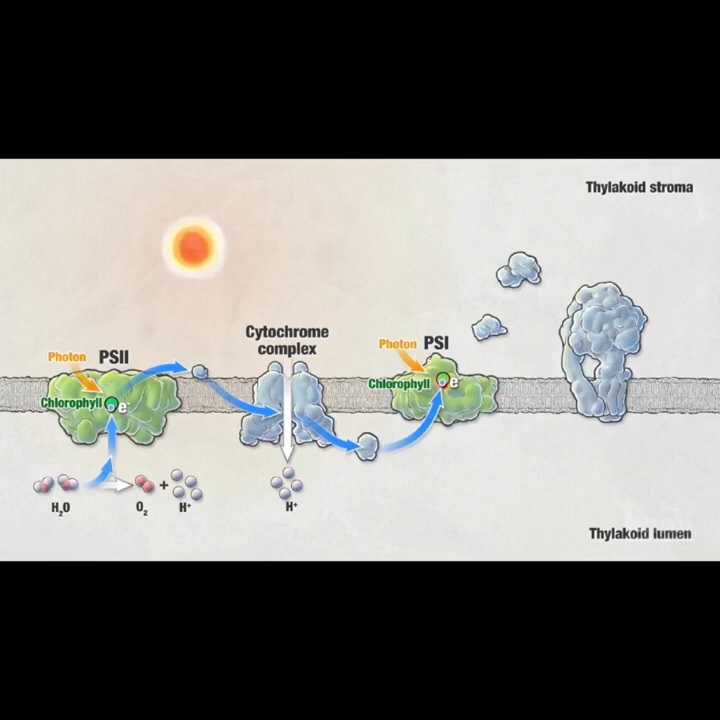 Thylakoid stroma
Cytochrome
complex
Photon
PSII
Photon
PSI
Chlorophyll
e⁻
Chlorophyll
e⁻
H₂O
O₂
+
H⁺
H⁺
Thylakoid lumen